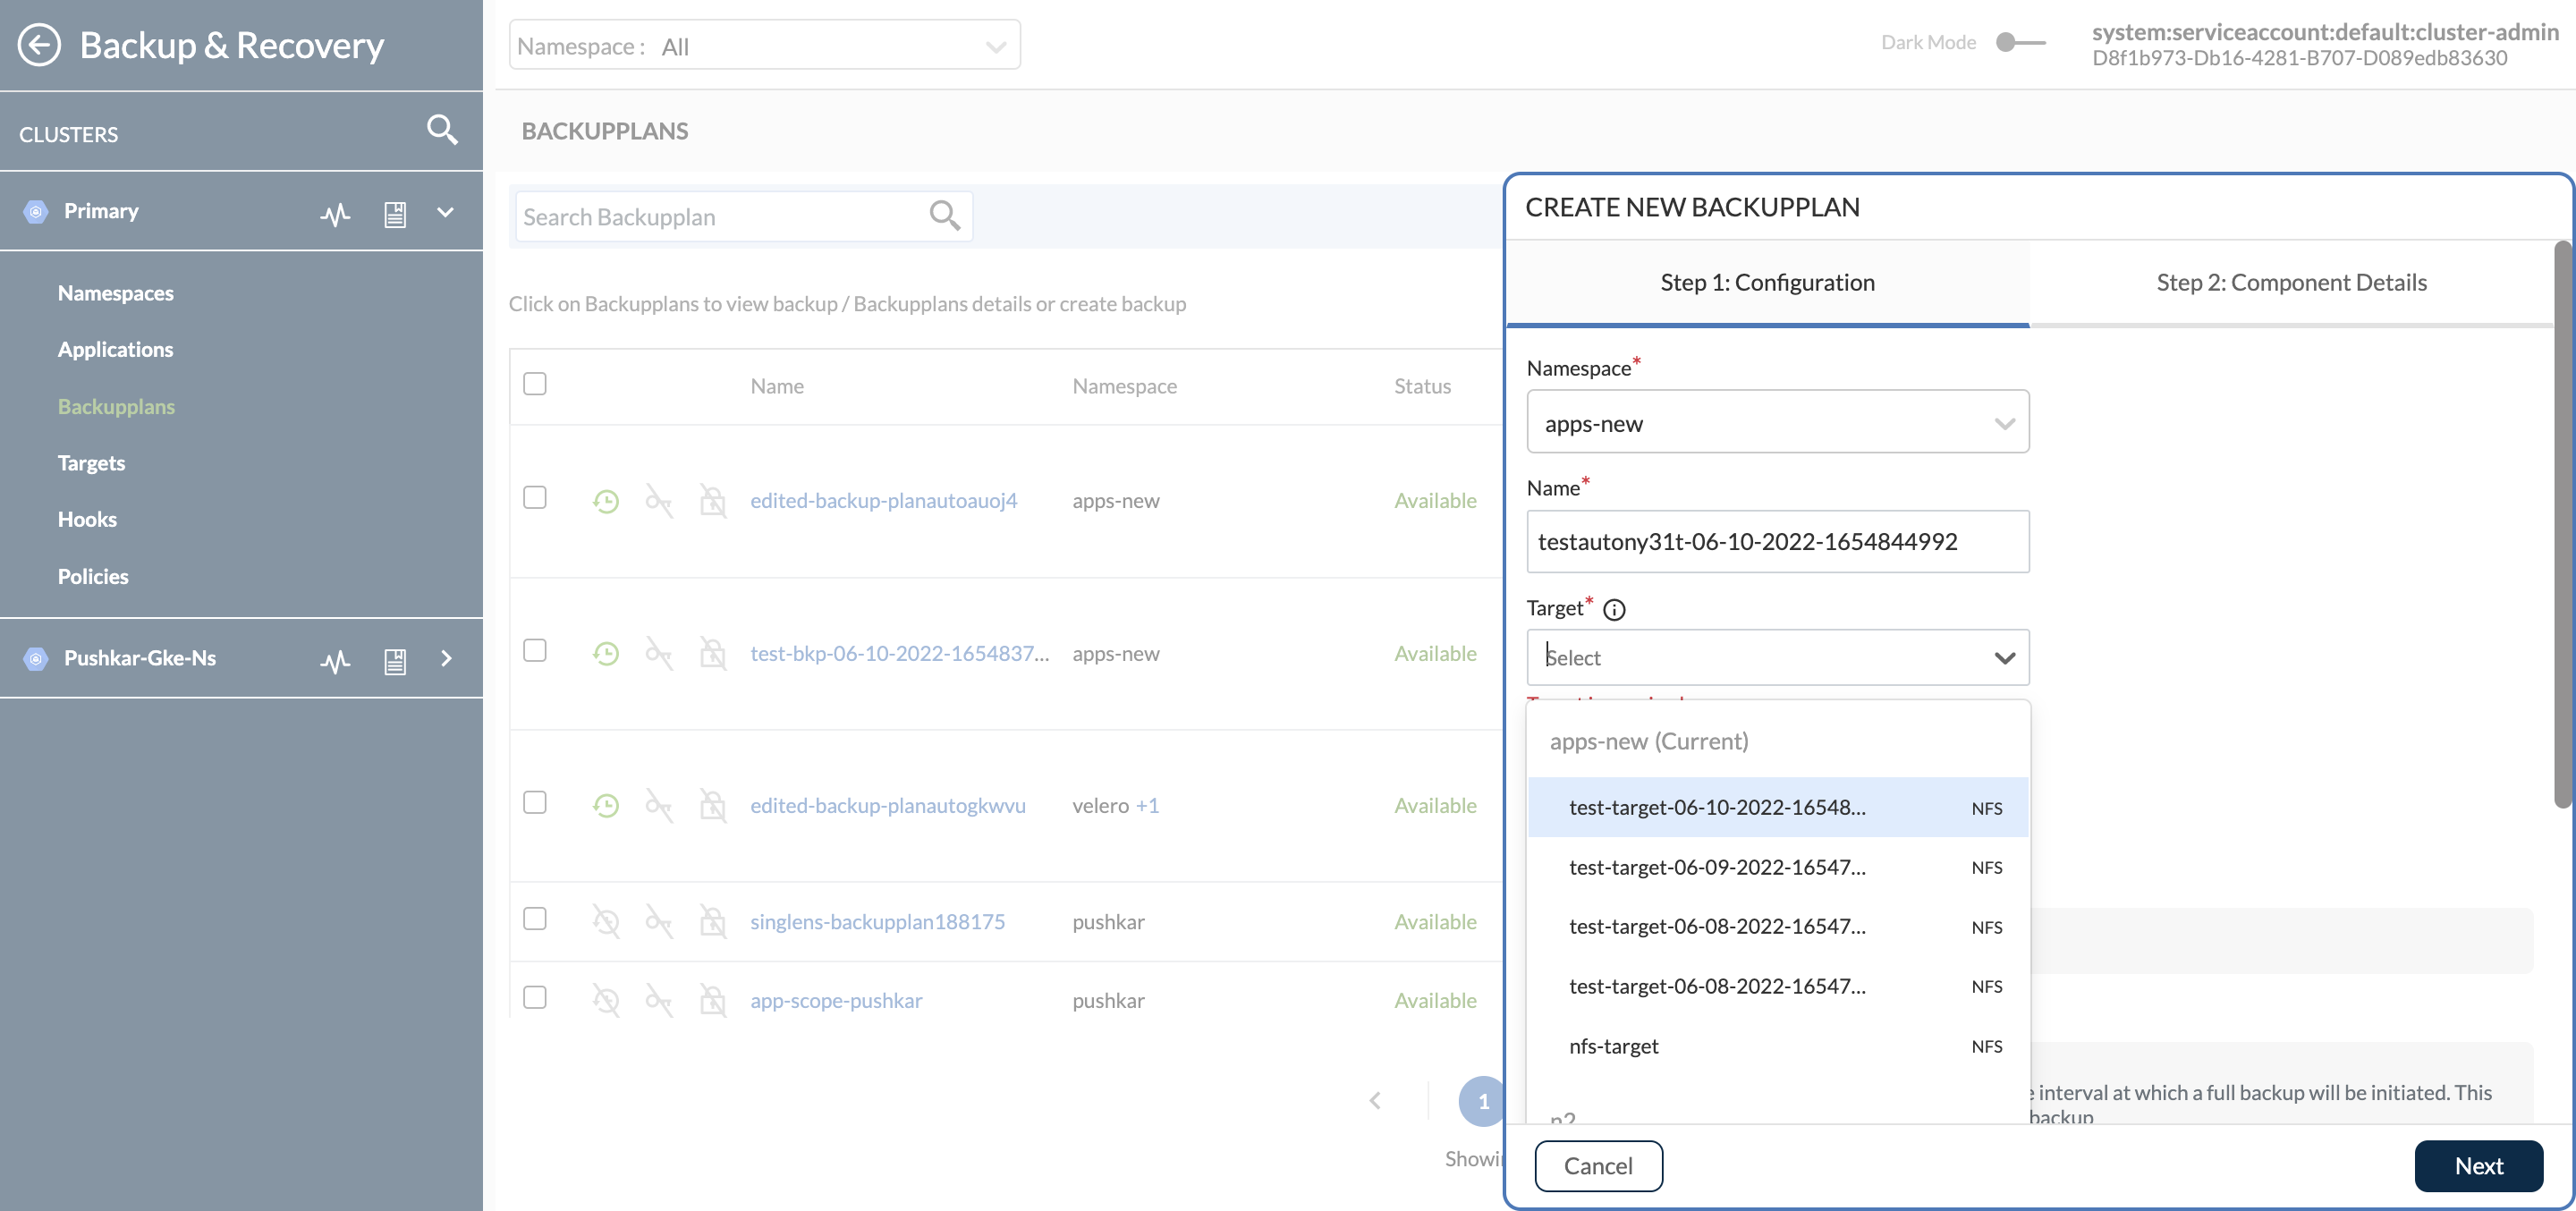 Backup & Recovery
Namespace : All
Dark Mode
system:serviceaccount:default:cluster-admin
D8f1b973-Db16-4281-B707-D089edb83630
CLUSTERS
BACKUPPLANS
Primary
Search Backupplan
CREATE NEW BACKUPPLAN
Namespaces
Applications
Backupplans
Targets
Hooks
Policies
Pushkar-Gke-Ns
Click on Backupplans to view backup / Backupplans details or create backup
Name Namespace Status
edited-backup-planautoauoj4 apps-new Available
test-bkp-06-10-2022-1654837... apps-new Available
edited-backup-planautogkwvu velero +1 Available
singlens-backupplan188175 pushkar Available
app-scope-pushkar pushkar Available
1
Step 1: Configuration Step 2: Component Details
Namespace*
apps-new
Name*
testautony31t-06-10-2022-1654844992
Target*
Select
apps-new (Current)
test-target-06-10-2022-16548... NFS
test-target-06-09-2022-16547... NFS
test-target-06-08-2022-16547... NFS
test-target-06-08-2022-16547... NFS
nfs-target NFS
interval at which a full backup will be initiated. This
backup
Cancel Next